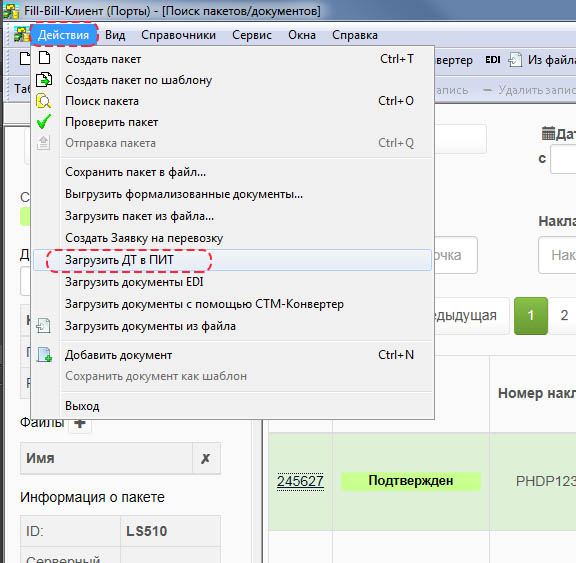 Fill-Bill-Клиент (Порты) - [Поиск пакетов/документов]
Действия Вид Справочники Сервис Окна Справка
Создать пакет Ctrl+T
Создать пакет по шаблону
Поиск пакета Ctrl+O
Проверить пакет
Отправка пакета Ctrl+Q
Сохранить пакет в файл...
Выгрузить формализованные документы...
Загрузить пакет из файла...
Создать Заявку на перевозку
Загрузить ДТ в ПИТ
Загрузить документы EDI
Загрузить документы с помощью СТМ-Конвертер
Загрузить документы из файла
Добавить документ Ctrl+N
Сохранить документ как шаблон
Выход
вертер EDI Из файла
Таб
запись — Удалить запис
Дат
с
Накла
очка Нак
едыдущая 1 2
Номер накл
Файлы
Имя ✗
245627 Подтвержден PHDP123
Информация о пакете
ID: LS510
Серверный